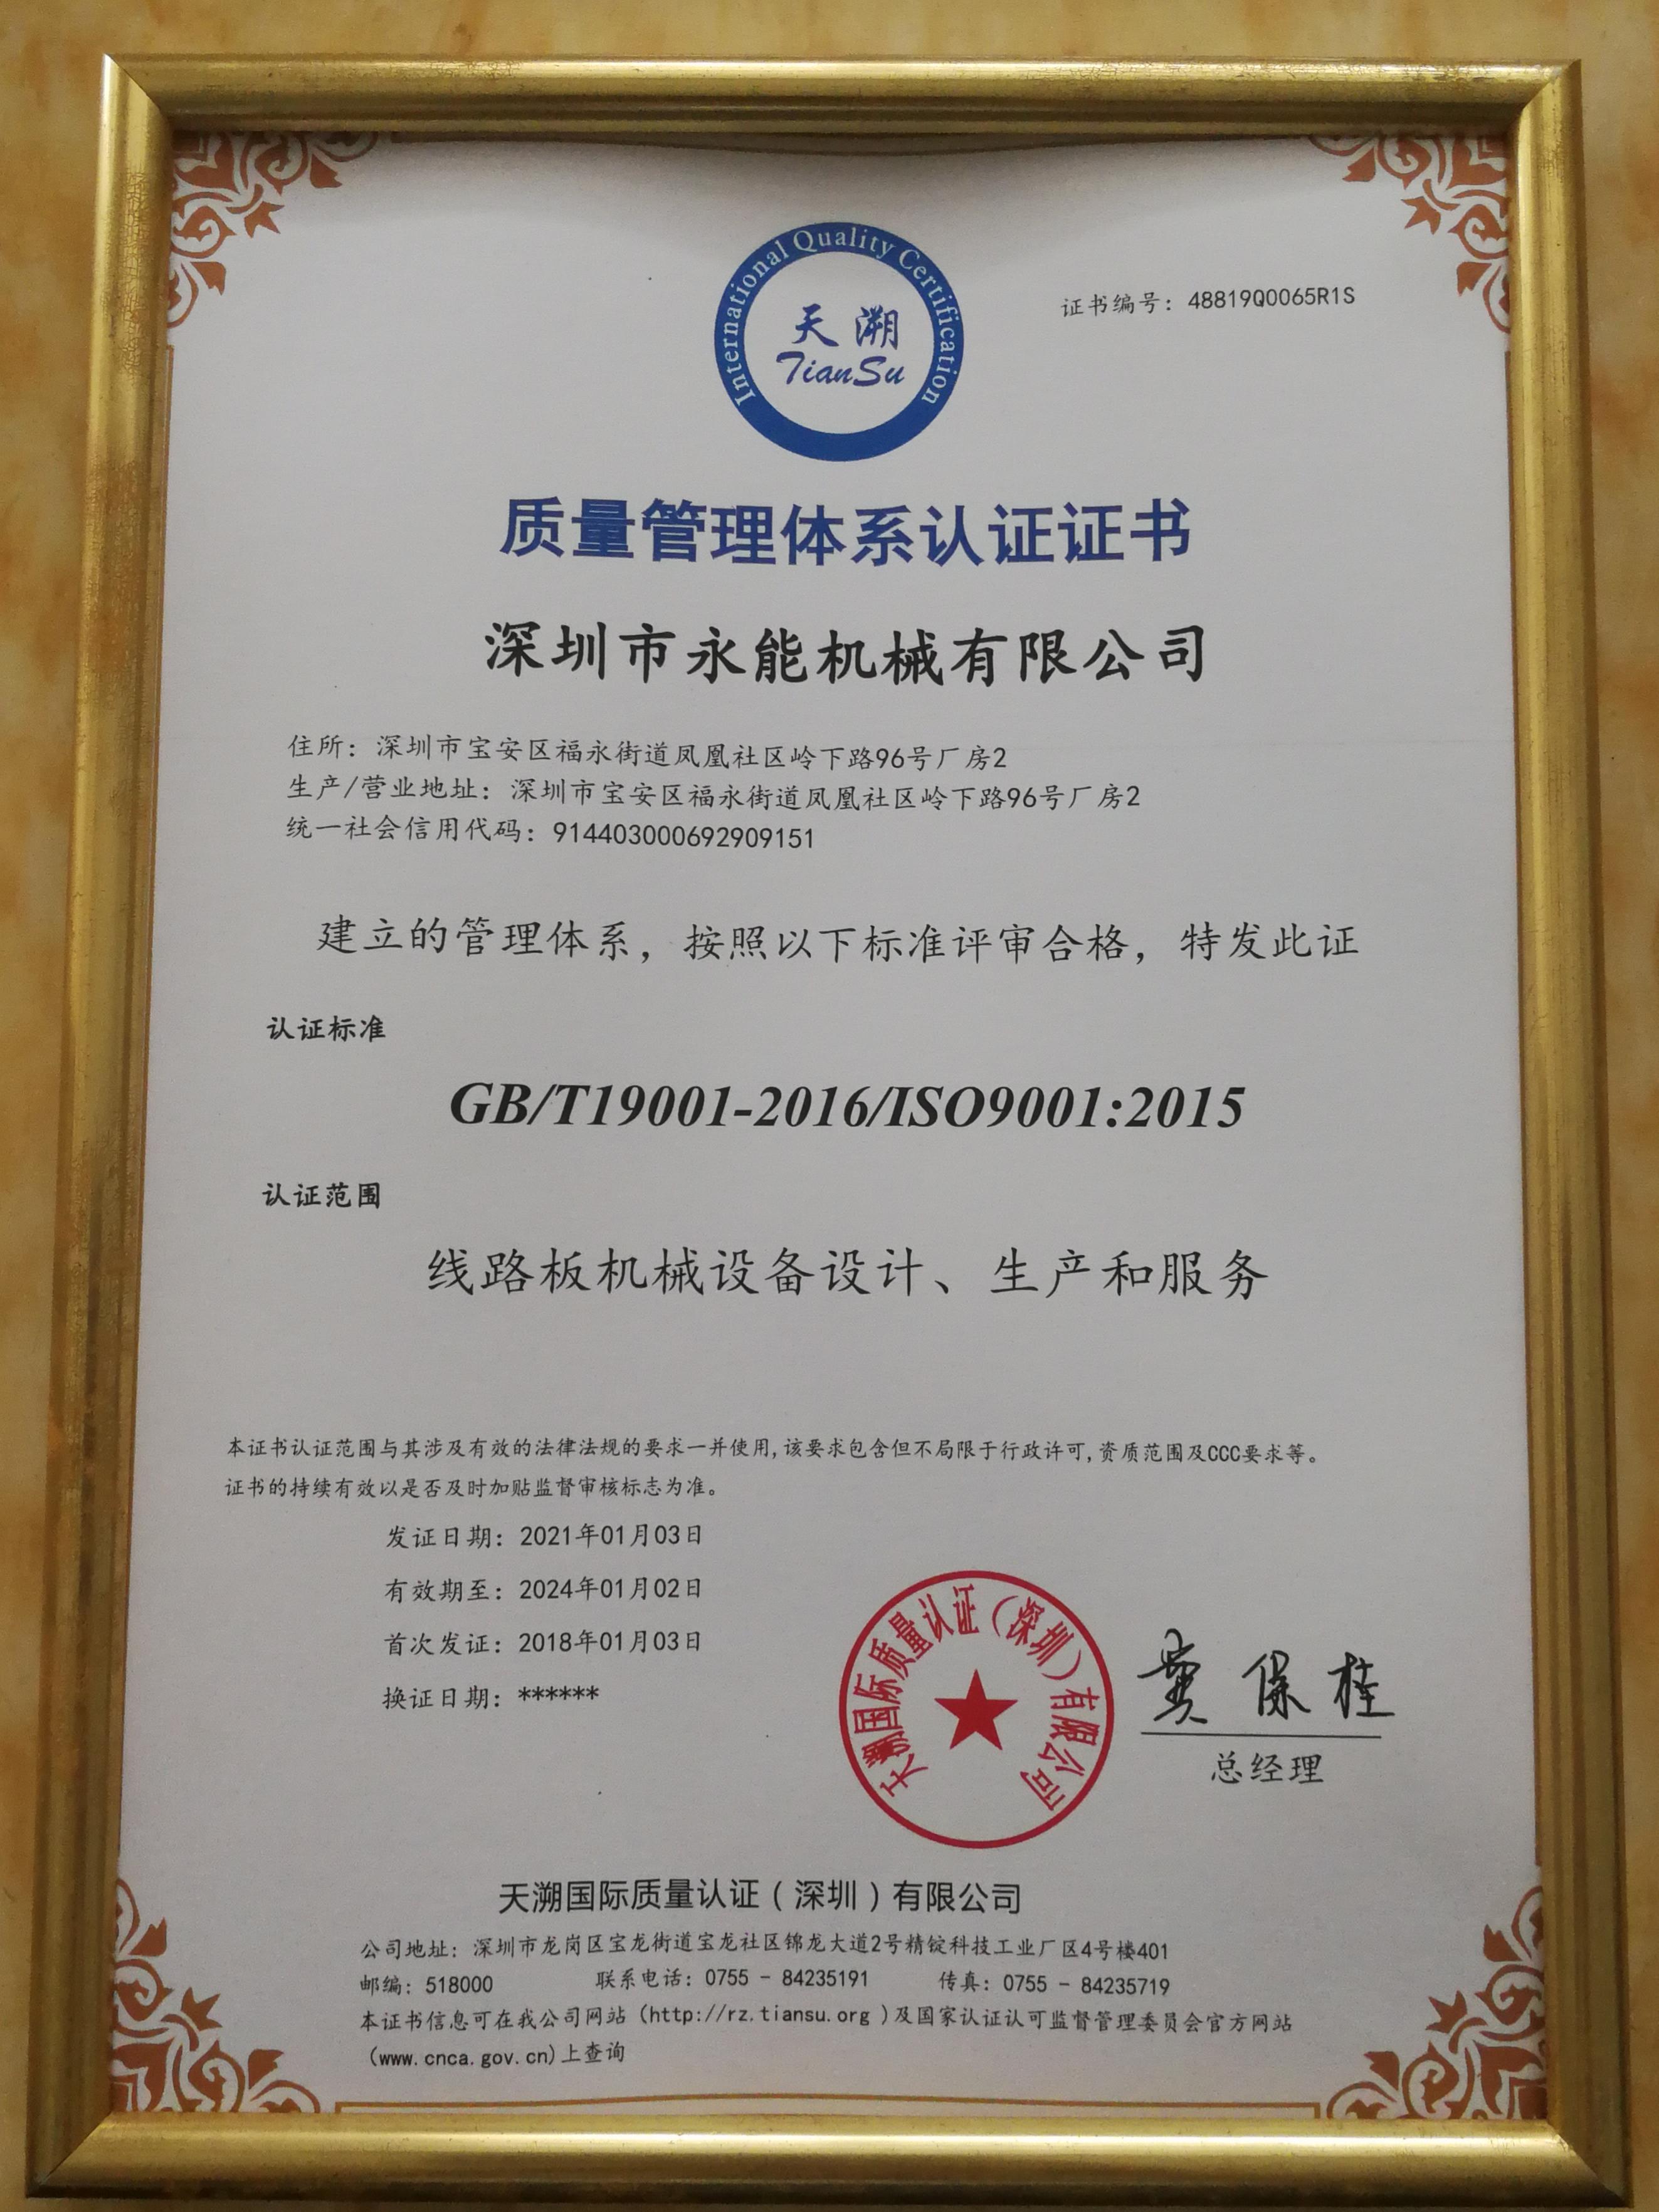 International Quality Certification
天溯
TianSu
证书编号：48819Q0065R1S
质量管理体系认证证书
深圳市永能机械有限公司
住所：深圳市宝安区福永街道凤凰社区岭下路96号厂房2
生产/营业地址：深圳市宝安区福永街道凤凰社区岭下路96号厂房2
统一社会信用代码：914403000692909151
建立的管理体系，按照以下标准评审合格，特发此证
认证标准
GB/T19001-2016/ISO9001:2015
认证范围
线路板机械设备设计、生产和服务
本证书认证范围与其涉及有效的法律法规的要求一并使用,该要求包含但不局限于行政许可,资质范围及CCC要求等。
证书的持续有效以是否及时加贴监督审核标志为准。
发证日期：2021年01月03日
有效期至：2024年01月02日
首次发证：2018年01月03日
换证日期：******
天溯国际质量认证（深圳）有限公司
总经理
天溯国际质量认证（深圳）有限公司
公司地址：深圳市龙岗区宝龙街道宝龙社区锦龙大道2号精锭科技工业厂区4号楼401
邮编：518000 联系电话：0755 - 84235191 传真：0755 - 84235719
本证书信息可在我公司网站（http://rz.tiansu.org )及国家认证认可监督管理委员会官方网站
（www.cnca.gov.cn)上查询